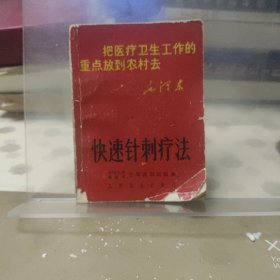 把医疗卫生工作的
重点放到农村去
毛泽东
快速针刺疗法